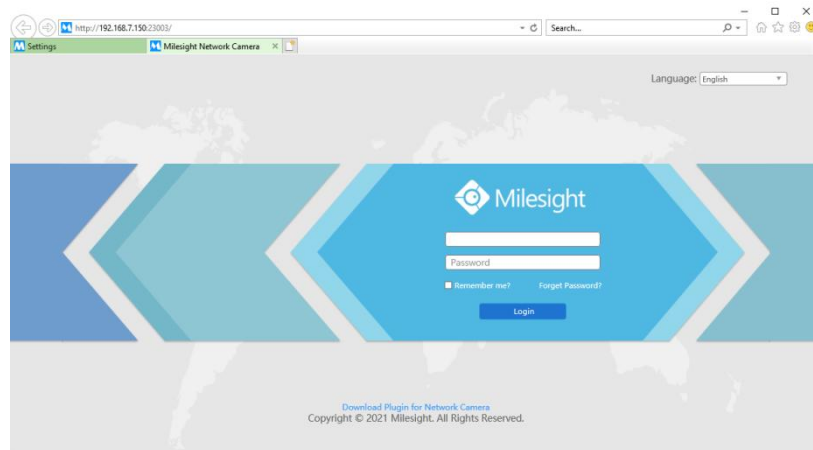 http://192.168.7.150:23003/
Search...
Settings
Milesight Network Camera
Language: English
Milesight
Password
Remember me? Forget Password?
Login
Download Plugin for Network Camera
Copyright © 2021 Milesight. All Rights Reserved.